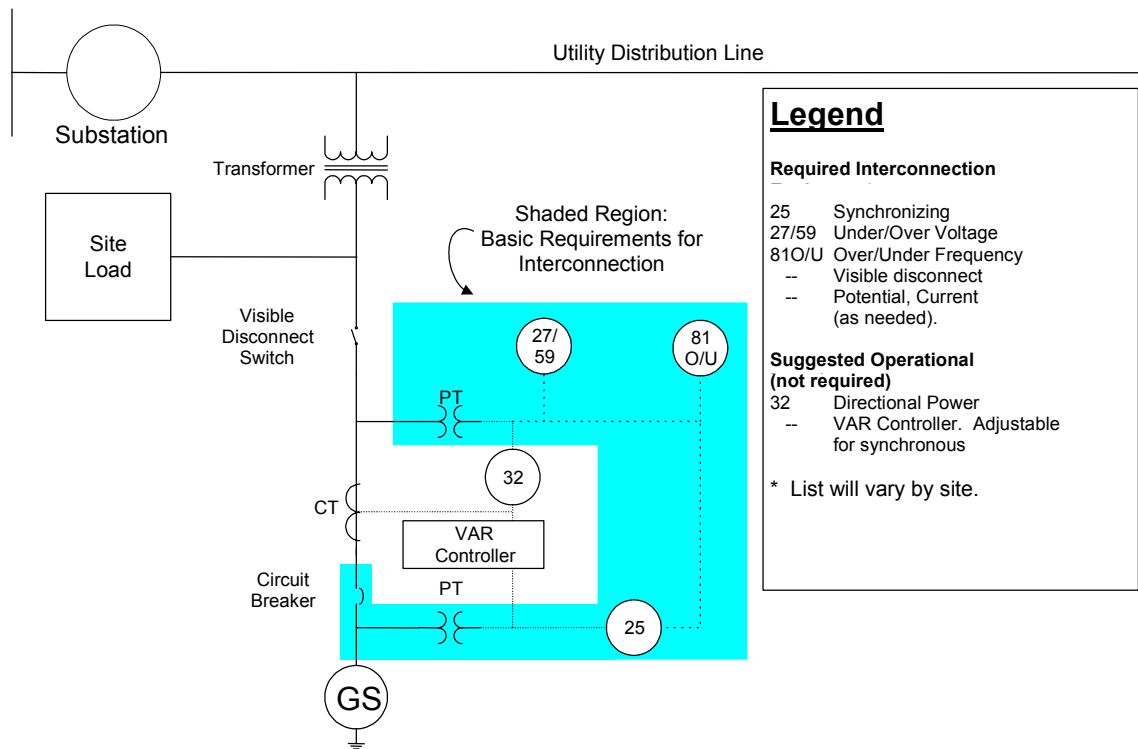 Utility Distribution Line
Substation
Transformer
Site
Load
Shaded Region:
Basic Requirements for
Interconnection
Visible
Disconnect
Switch
27/
59
81
O/U
PT
32
CT
VAR
Controller
Circuit
Breaker
PT
25
GS
Legend
Required Interconnection
25 Synchronizing
27/59 Under/Over Voltage
81O/U Over/Under Frequency
-- Visible disconnect
-- Potential, Current
(as needed).
Suggested Operational
(not required)
32 Directional Power
-- VAR Controller. Adjustable
for synchronous
* List will vary by site.